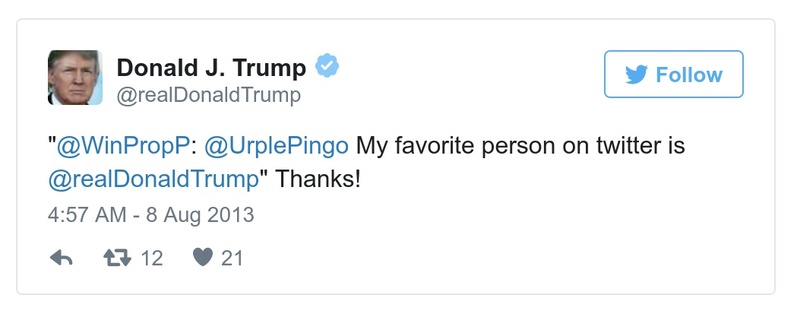 Donald J. Trump
@realDonaldTrump
Follow
"@WinPropP: @UrplePingo My favorite person on twitter is
@realDonaldTrump" Thanks!
4:57 AM - 8 Aug 2013
12 21